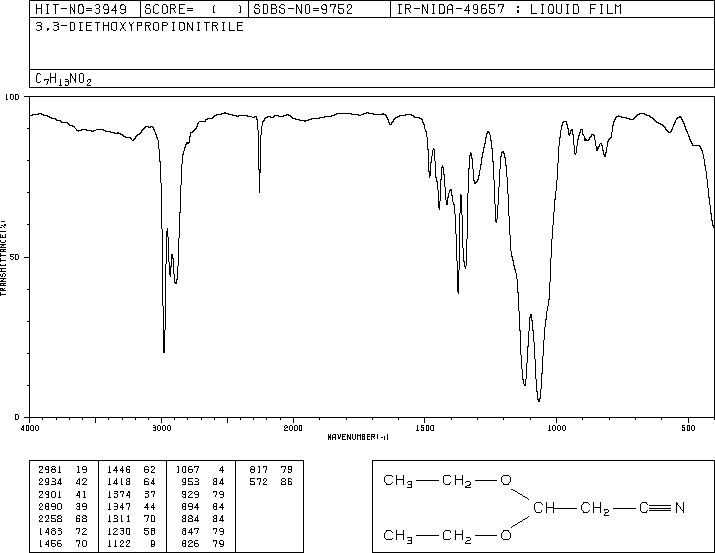 HIT-NO=3949 SCORE= ( ) SDBS-NO=9752 IR-NIDA-49657 : LIQUID FILM
3,3-DIETHOXYPROPIONITRILE
C7H13NO2
100
50
0
TRANSMITTANCE(%)
4000 3000 2000 1500 1000 500
WAVENUMBER(-1)
2981 19 1446 62 1067 4 817 79
2934 42 1418 64 953 84 572 86
2901 41 1374 37 929 79
2890 39 1347 44 894 84
2258 68 1311 70 884 84
1483 72 1230 58 847 79
1456 70 1122 9 826 79
CH3 CH2 O
CH CH2 C≡N
CH3 CH2 O